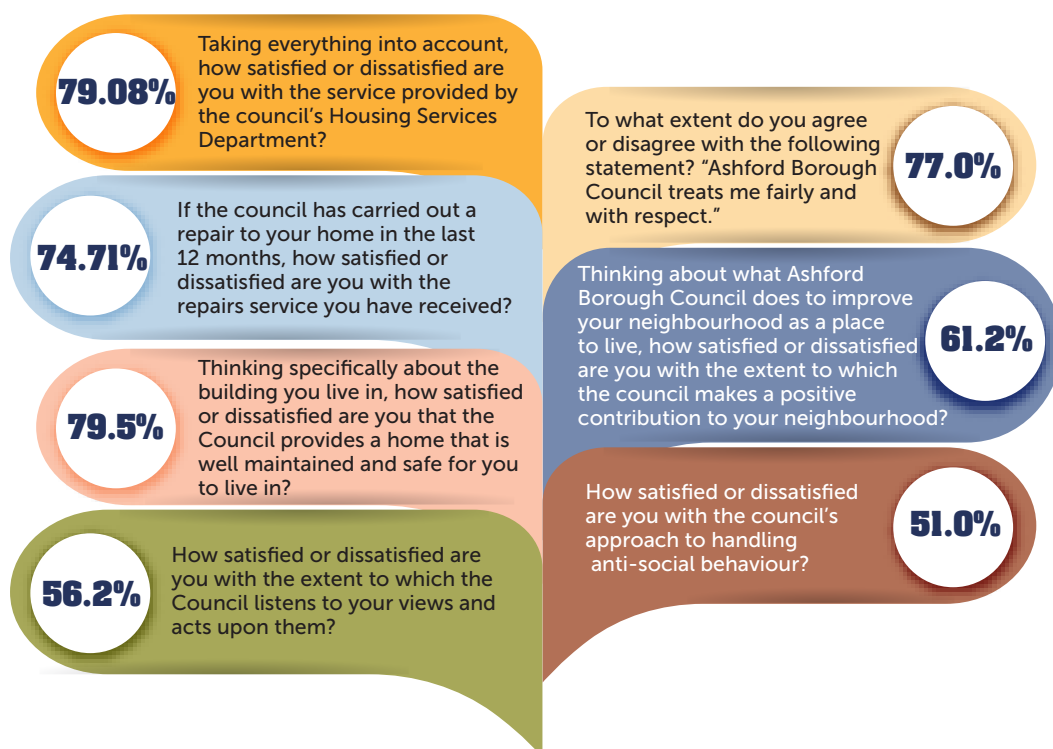 79.08%
Taking everything into account,
how satisfied or dissatisfied are
you with the service provided by
the council's Housing Services
Department?
74.71%
If the council has carried out a
repair to your home in the last
12 months, how satisfied or
dissatisfied are you with the
repairs service you have received?
79.5%
Thinking specifically about the
building you live in, how satisfied
or dissatisfied are you that the
Council provides a home that is
well maintained and safe for you
to live in?
56.2%
How satisfied or dissatisfied are
you with the extent to which the
Council listens to your views and
acts upon them?
To what extent do you agree
or disagree with the following
statement? “Ashford Borough
Council treats me fairly and
with respect.”
77.0%
Thinking about what Ashford
Borough Council does to improve
your neighbourhood as a place
to live, how satisfied or dissatisfied
are you with the extent to which
the council makes a positive
contribution to your neighbourhood?
61.2%
How satisfied or dissatisfied
are you with the council's
approach to handling
anti-social behaviour?
51.0%